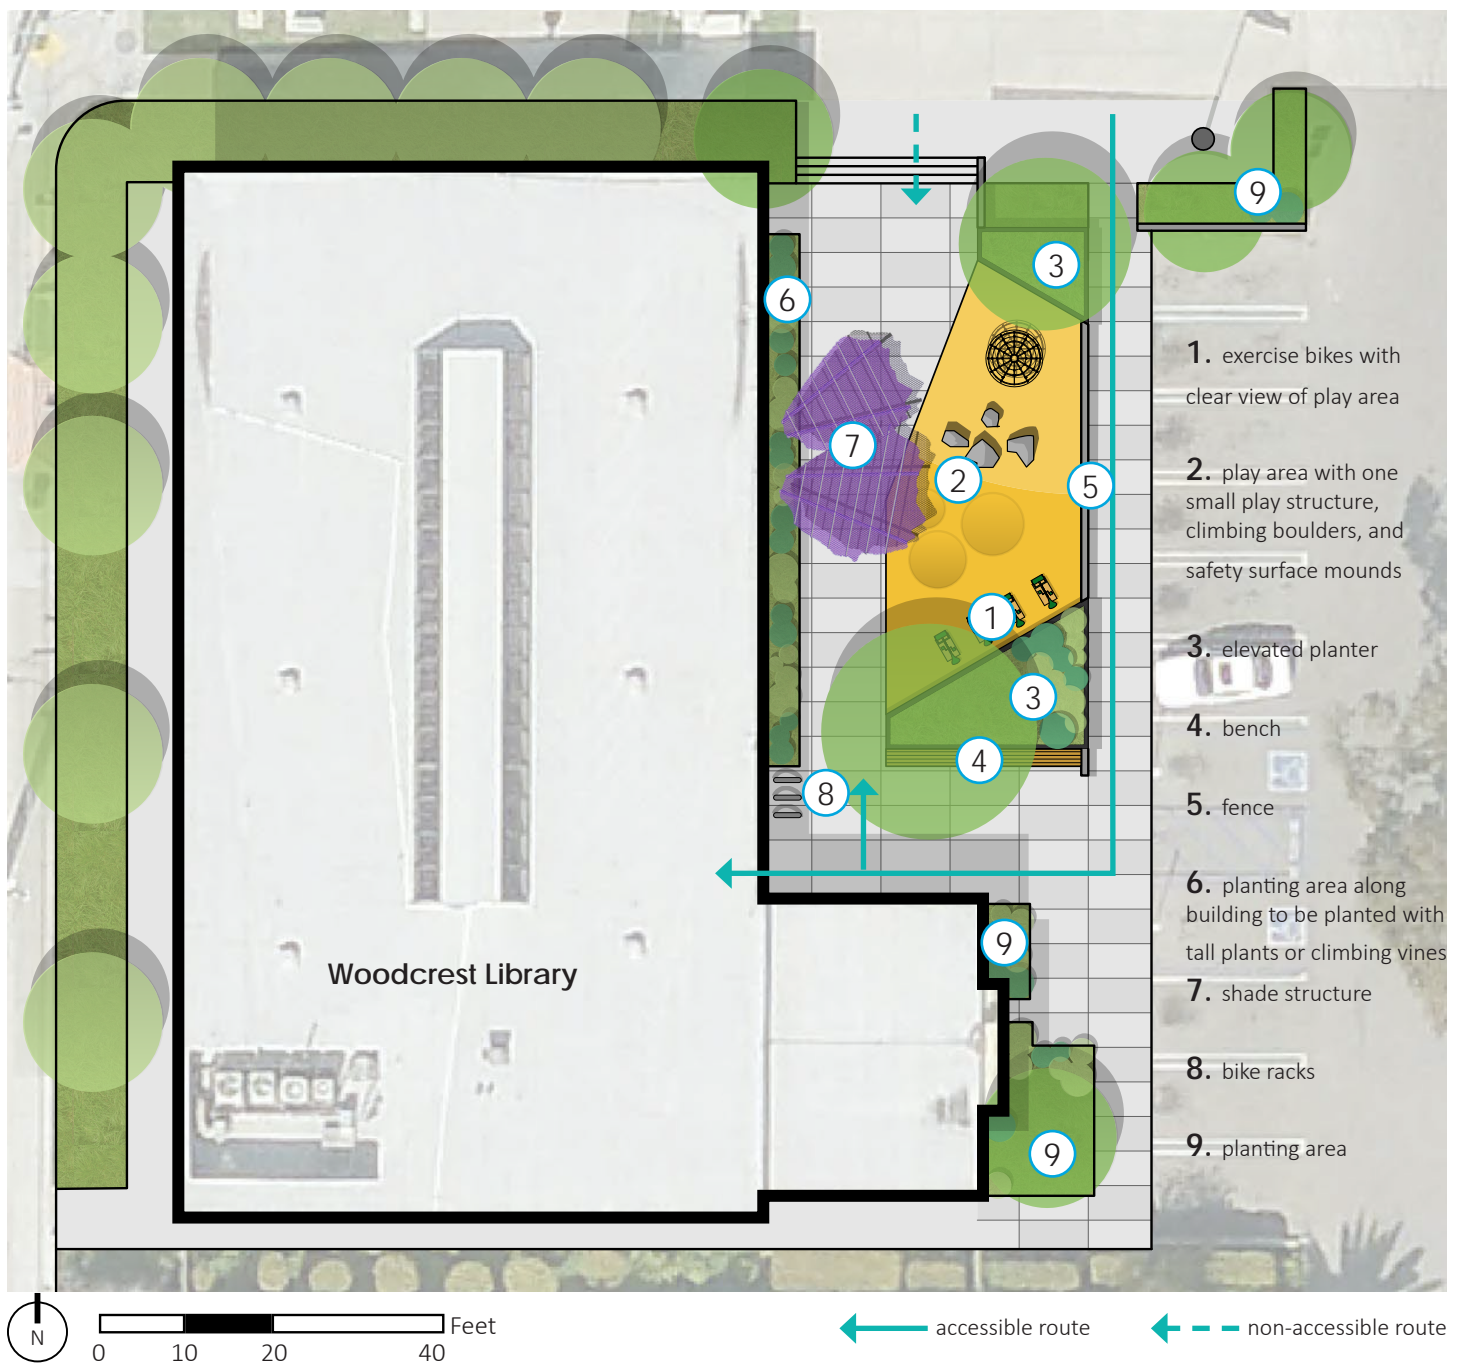 9
3
6
1. exercise bikes with
clear view of play area
7
2
5
2. play area with one
small play structure,
climbing boulders, and
safety surface mounds
1
3. elevated planter
3
4. bench
4
8
5. fence
6. planting area along
building to be planted with
tall plants or climbing vines
9
Woodcrest Library
7. shade structure
8. bike racks
9
9. planting area
N
Feet
0 10 20 40
accessible route
non-accessible route